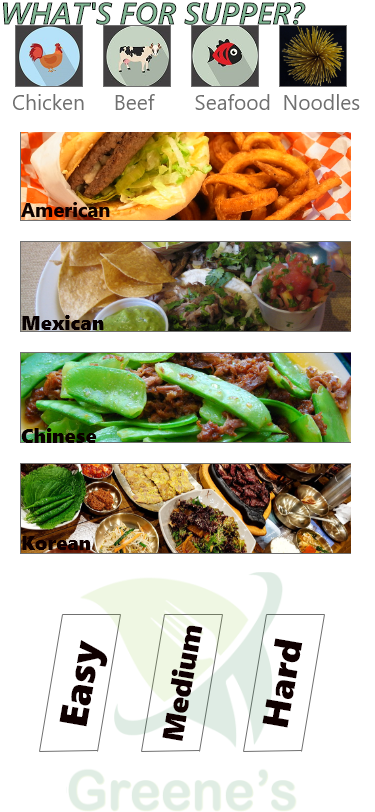 WHAT'S FOR SUPPER?
Chicken Beef Seafood Noodles
American
Mexican
Chinese
Korean
Easy Medium Hard
Greene's